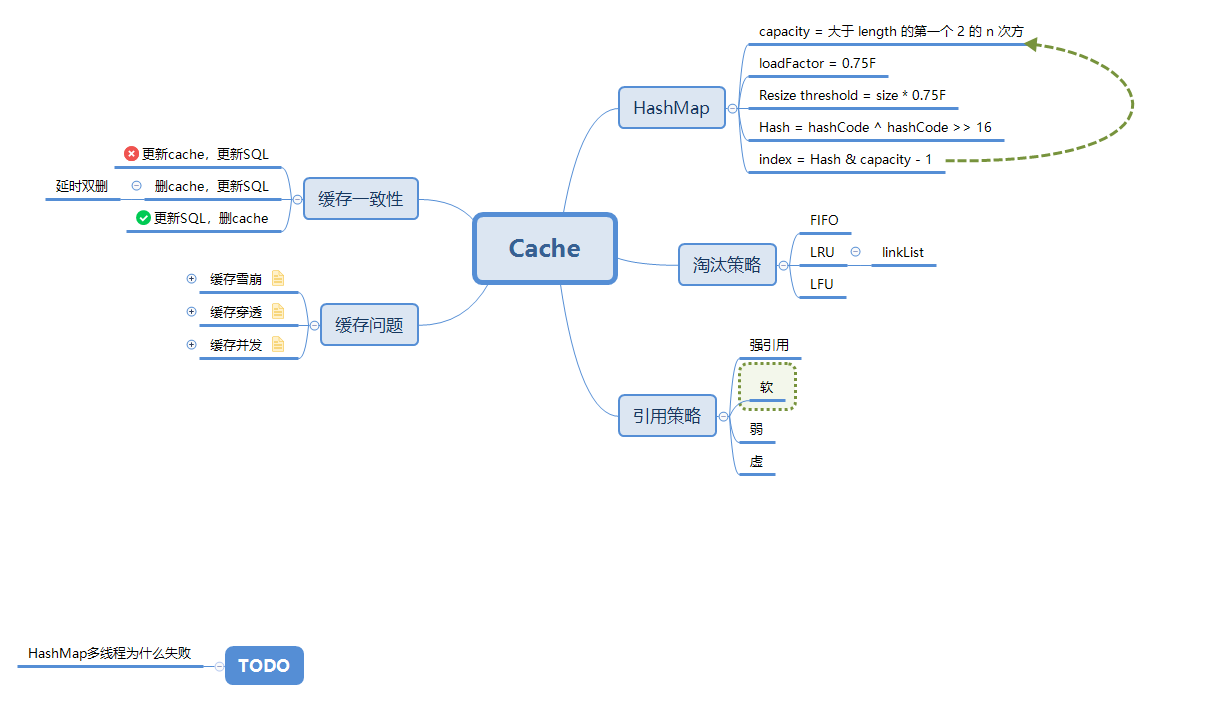 Cache
HashMap
capacity = 大于 length 的第一个 2 的 n 次方
loadFactor = 0.75F
Resize threshold = size * 0.75F
Hash = hashCode ^ hashCode >> 16
index = Hash & capacity - 1
淘汰策略
FIFO
LRU
linkList
LFU
引用策略
强引用
软
弱
虚
缓存一致性
更新cache，更新SQL
删cache，更新SQL
延时双删
更新SQL，删cache
缓存问题
缓存雪崩
缓存穿透
缓存并发
TODO
HashMap多线程为什么失败